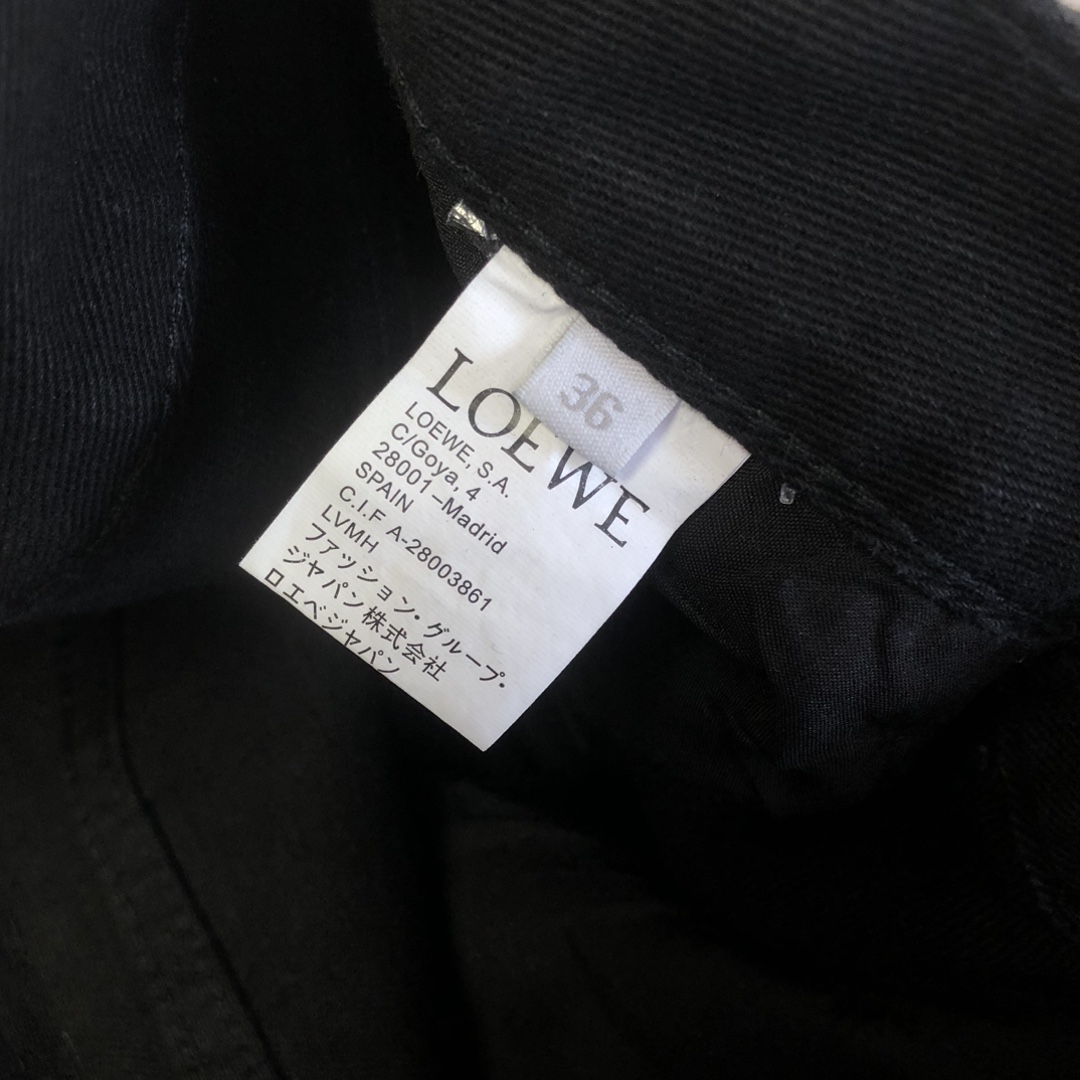 36
LOEWE
LOEWE, S.A.
C/Goya, 4
28001 –Madrid
SPAIN
C.I.F A-28003861
LVMH
ファッション・グループ・
ジャパン株式会社
ロエベジャパン